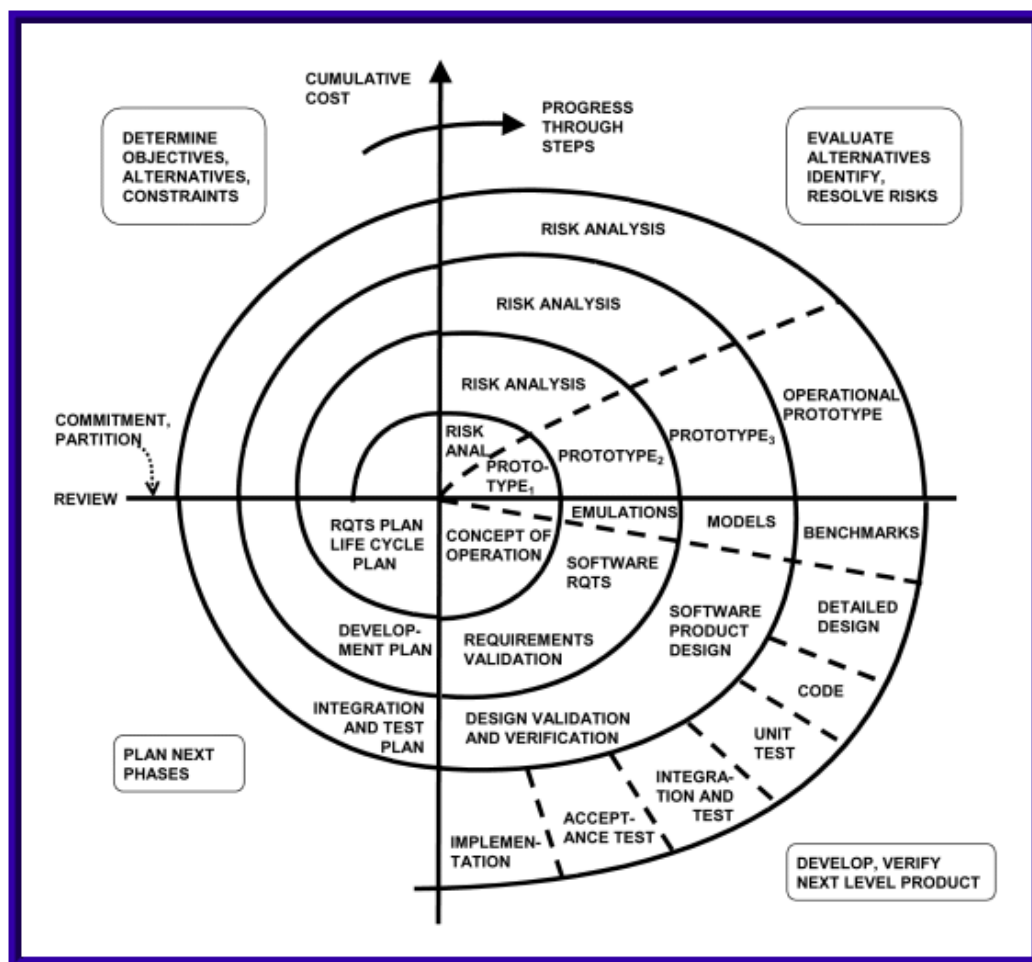 CUMULATIVE
COST
PROGRESS
THROUGH
STEPS
DETERMINE
OBJECTIVES,
ALTERNATIVES,
CONSTRAINTS
EVALUATE
ALTERNATIVES
IDENTIFY,
RESOLVE RISKS
RISK ANALYSIS
RISK ANALYSIS
RISK ANALYSIS
RISK
ANAL.
OPERATIONAL
PROTOTYPE
PROTOTYPE₃
PROTOTYPE₂
PROTO-
TYPE₁
COMMITMENT,
PARTITION
REVIEW
EMULATIONS
MODELS
BENCHMARKS
RQTS PLAN
LIFE CYCLE
PLAN
CONCEPT OF
OPERATION
SOFTWARE
RQTS
SOFTWARE
PRODUCT
DESIGN
DETAILED
DESIGN
DEVELOP-
MENT PLAN
REQUIREMENTS
VALIDATION
CODE
INTEGRATION
AND TEST
PLAN
DESIGN VALIDATION
AND VERIFICATION
UNIT
TEST
PLAN NEXT
PHASES
INTEGRA-
TION AND
TEST
ACCEPT-
ANCE TEST
IMPLEMEN-
TATION
DEVELOP, VERIFY
NEXT LEVEL PRODUCT